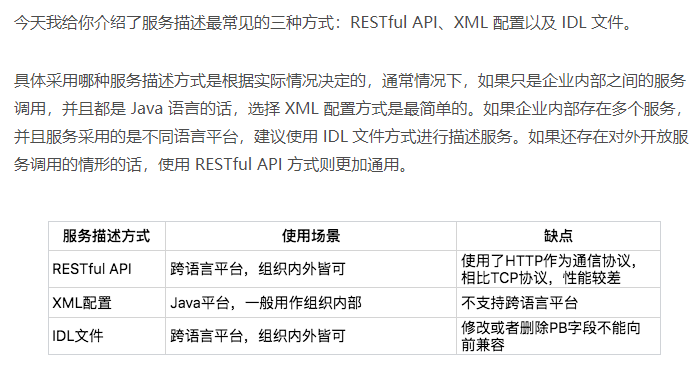 今天我给你介绍了服务描述最常见的三种方式：RESTful API、XML 配置以及 IDL 文件。
具体采用哪种服务描述方式是根据实际情况决定的，通常情况下，如果只是企业内部之间的服务
调用，并且都是 Java 语言的话，选择 XML 配置方式是最简单的。如果企业内部存在多个服务，
并且服务采用的是不同语言平台，建议使用 IDL 文件方式进行描述服务。如果还存在对外开放服
务调用的情形的话，使用 RESTful API 方式则更加通用。
服务描述方式 使用场景 缺点
RESTful API 跨语言平台，组织内外皆可 使用了HTTP作为通信协议，
相比TCP协议，性能较差
XML配置 Java平台，一般用作组织内部 不支持跨语言平台
IDL文件 跨语言平台，组织内外皆可 修改或者删除PB字段不能向
前兼容